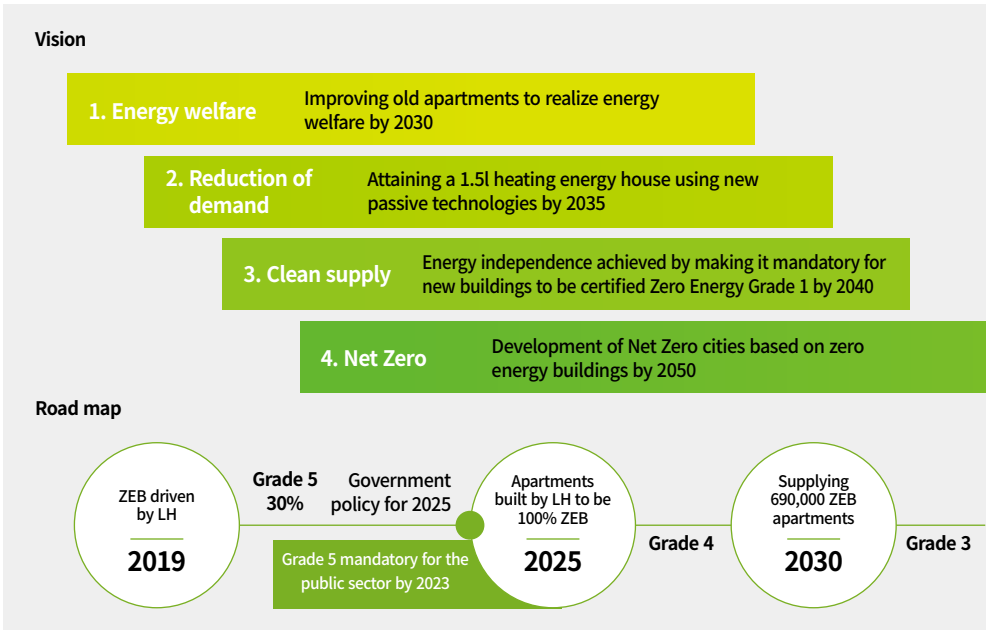 Vision
1. Energy welfare
Improving old apartments to realize energy
welfare by 2030
2. Reduction of
demand
Attaining a 1.5l heating energy house using new
passive technologies by 2035
3. Clean supply
Energy independence achieved by making it mandatory for
new buildings to be certified Zero Energy Grade 1 by 2040
4. Net Zero
Development of Net Zero cities based on zero
energy buildings by 2050
Road map
ZEB driven
by LH
2019
Grade 5
30%
Government
policy for 2025
Grade 5 mandatory for the
public sector by 2023
Apartments
built by LH to be
100% ZEB
2025
Grade 4
Supplying
690,000 ZEB
apartments
2030
Grade 3